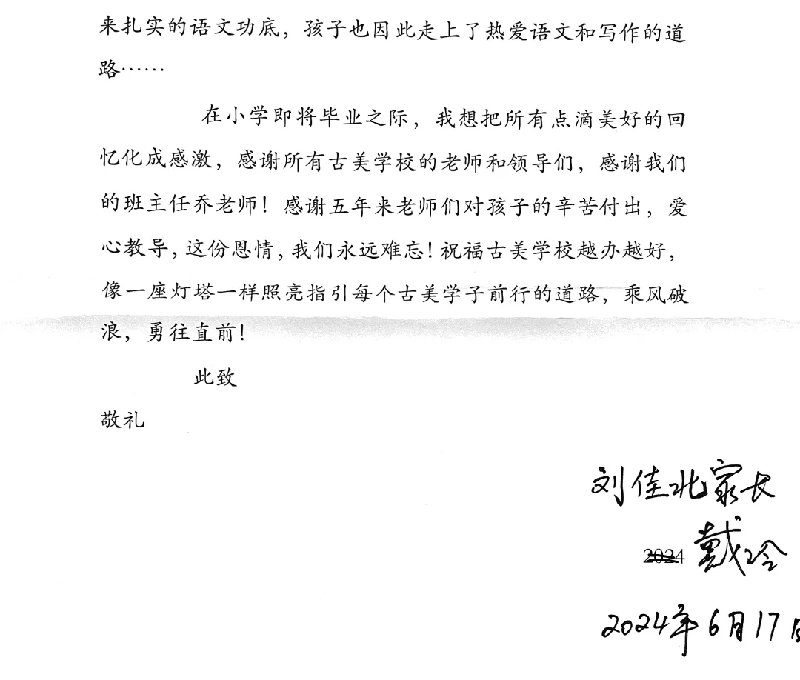 来扎实的语文功底，孩子也因此走上了热爱语文和写作的道
路……
在小学即将毕业之际，我想把所有点滴美好的回
忆化成感激，感谢所有古美学校的老师和领导们，感谢我们
的班主任乔老师！感谢五年来老师们对孩子的辛苦付出，爱
心教导，这份恩情，我们永远难忘！祝福古美学校越办越好，
像一座灯塔一样照亮指引每个古美学子前行的道路，乘风破
浪，勇往直前！
此致
敬礼
刘佳北家长
2024 戴玲
2024年6月17日